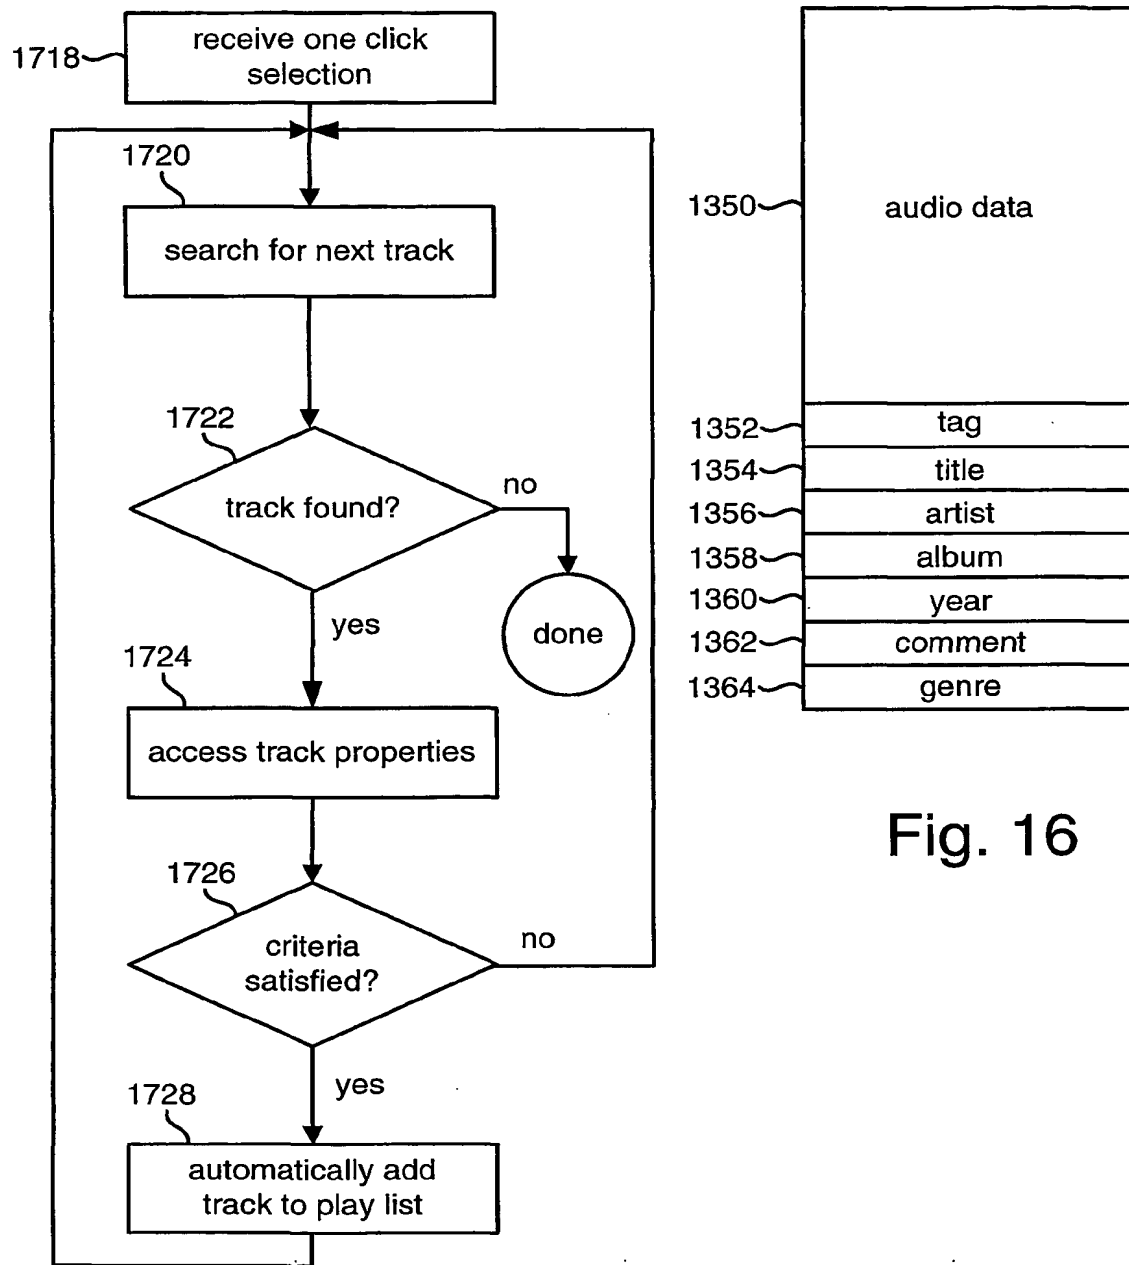 1718
receive one click
selection
1720
search for next track
1722
track found?
no
done
yes
1724
access track properties
1726
criteria
satisfied?
no
yes
1728
automatically add
track to play list
1350
audio data
1352
tag
1354
title
1356
artist
1358
album
1360
year
1362
comment
1364
genre
Fig. 16